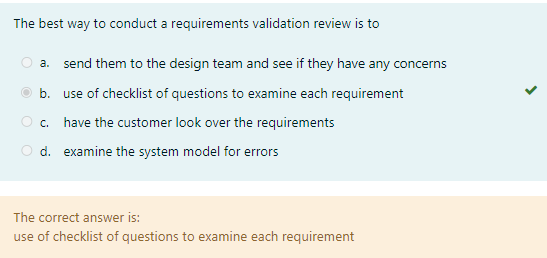 The best way to conduct a requirements validation review is to
a. send them to the design team and see if they have any concerns
b. use of checklist of questions to examine each requirement
c. have the customer look over the requirements
d. examine the system model for errors
The correct answer is:
use of checklist of questions to examine each requirement